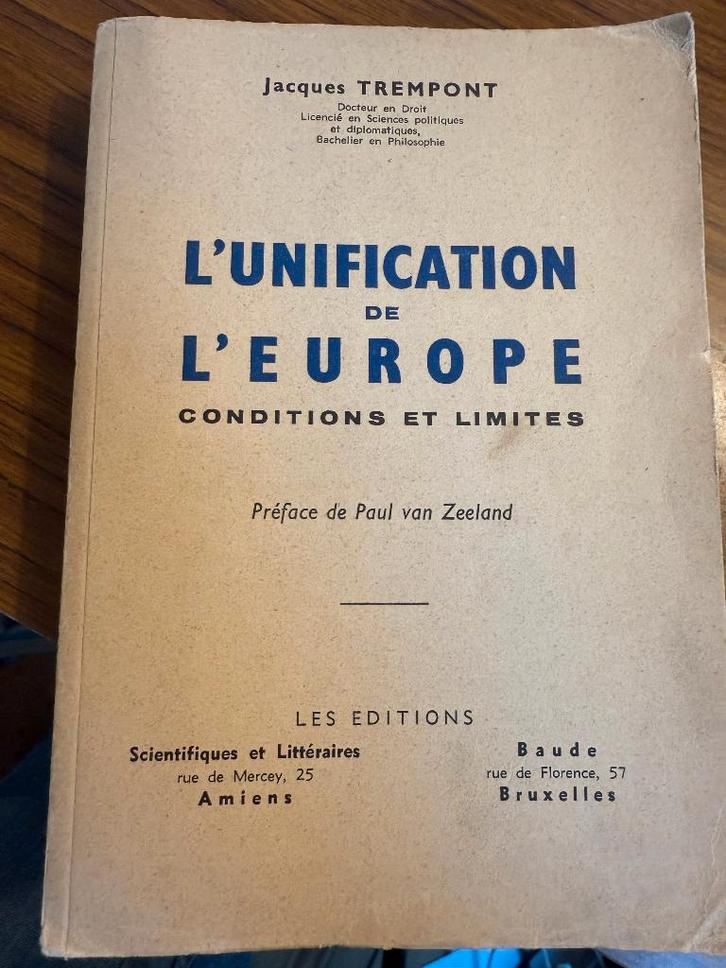 Jacques TREMPONT
Docteur en Droit
Licencié en Sciences politiques
et diplomatiques,
Bachelier en Philosophie
L'UNIFICATION
DE
L'EUROPE
CONDITIONS ET LIMITES
Préface de Paul van Zeeland
LES EDITIONS
Scientifiques et Littéraires
rue de Mercey, 25
Amiens
Baude
rue de Florence, 57
Bruxelles